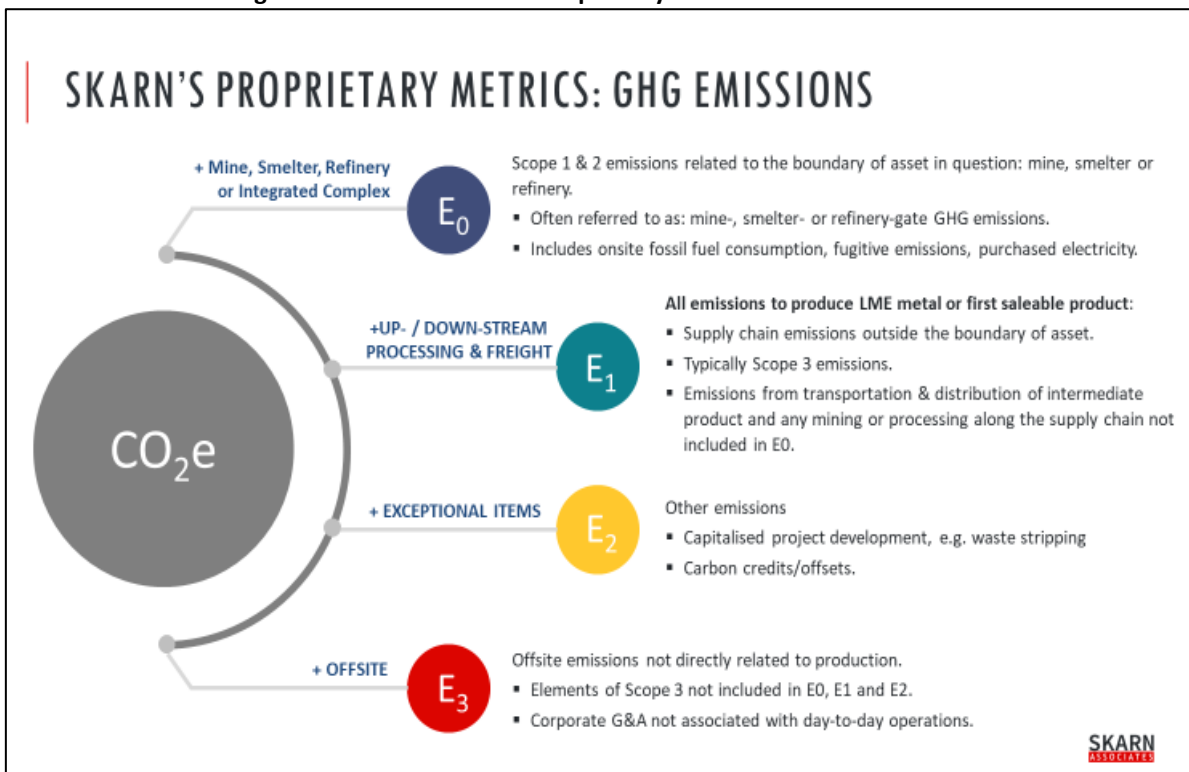 SKARN'S PROPRIETARY METRICS: GHG EMISSIONS
+ Mine, Smelter, Refinery
or Integrated Complex
E0
Scope 1 & 2 emissions related to the boundary of asset in question: mine, smelter or
refinery.
▪ Often referred to as: mine-, smelter- or refinery-gate GHG emissions.
▪ Includes onsite fossil fuel consumption, fugitive emissions, purchased electricity.
+UP- / DOWN-STREAM
PROCESSING & FREIGHT
E1
All emissions to produce LME metal or first saleable product:
▪ Supply chain emissions outside the boundary of asset.
▪ Typically Scope 3 emissions.
▪ Emissions from transportation & distribution of intermediate
product and any mining or processing along the supply chain not
included in E0.
CO2e
+ EXCEPTIONAL ITEMS
E2
Other emissions
▪ Capitalised project development, e.g. waste stripping
▪ Carbon credits/offsets.
+ OFFSITE
E3
Offsite emissions not directly related to production.
▪ Elements of Scope 3 not included in E0, E1 and E2.
▪ Corporate G&A not associated with day-to-day operations.
SKARN
ASSOCIATES